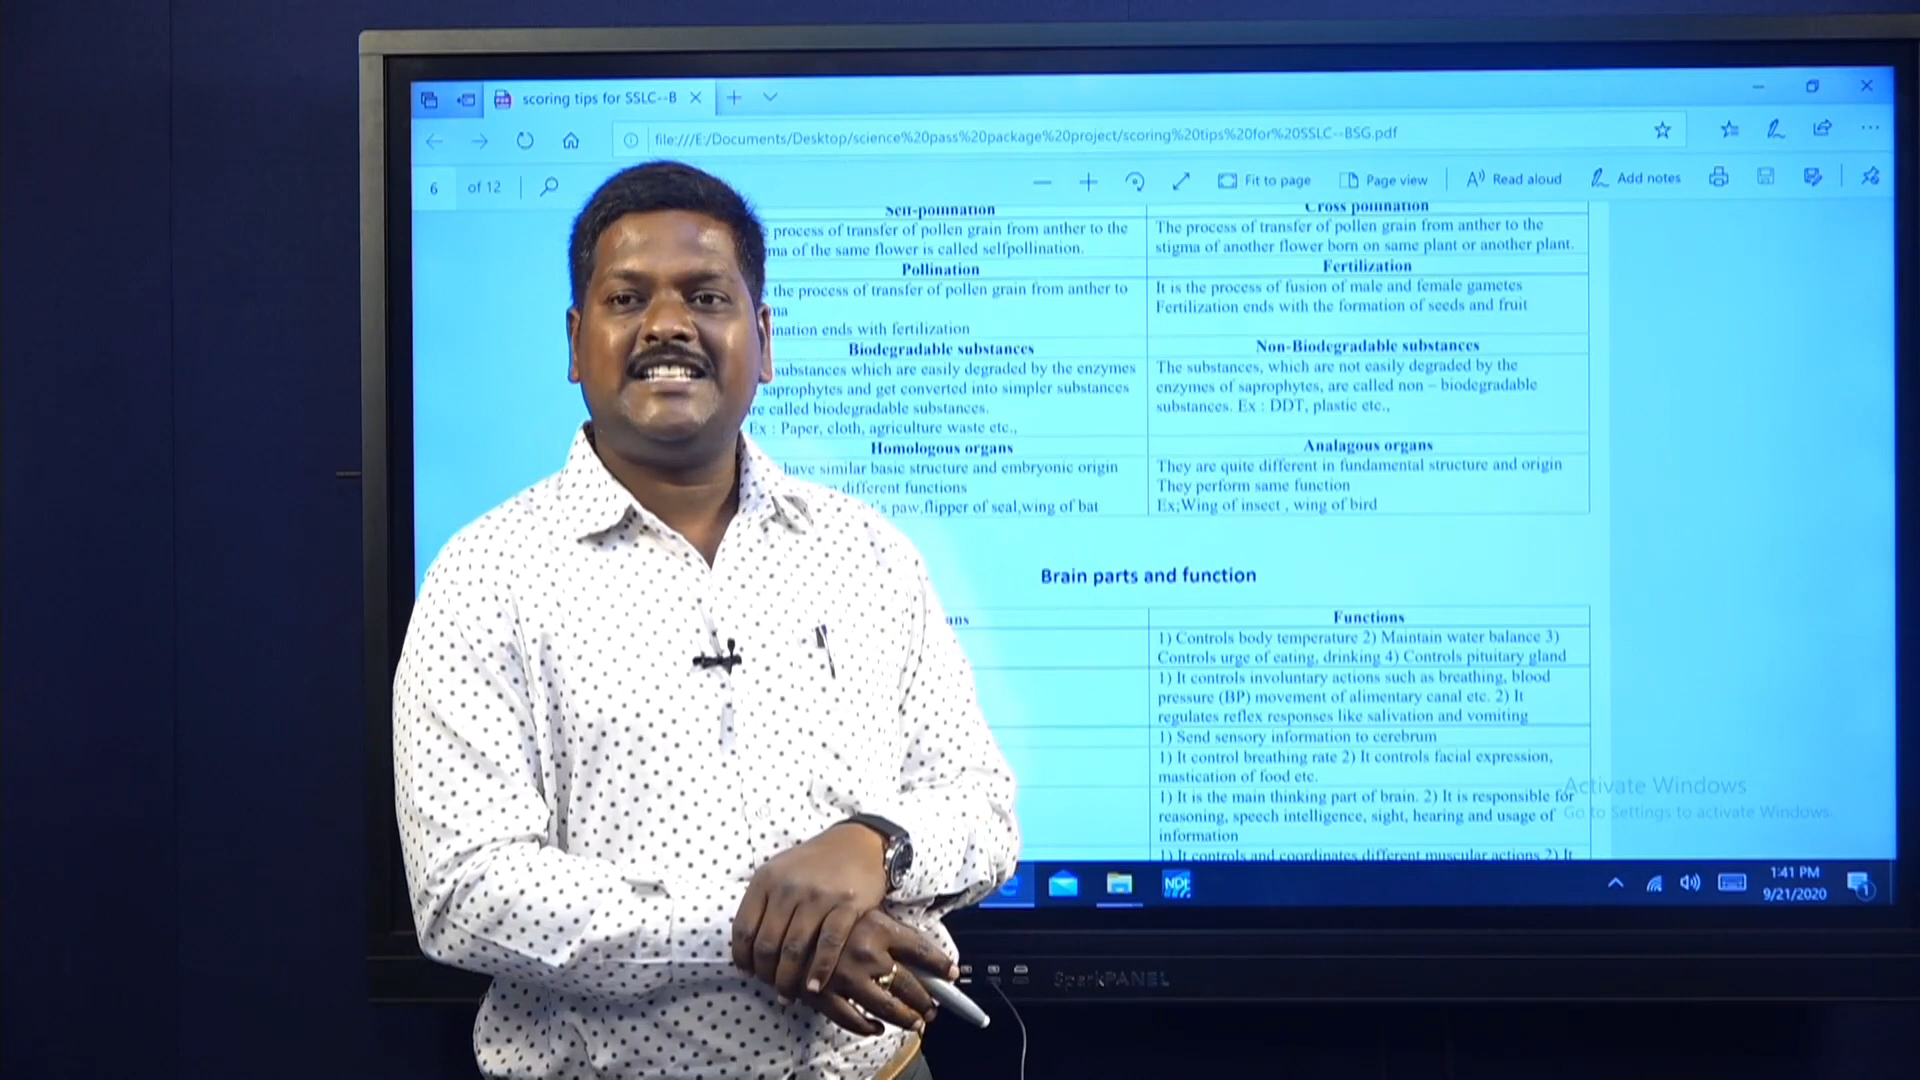 scoring tips for SSLC--B
file:///E:/Documents/Desktop/science%20pass%20package%20project/scoring%20tips%20for%20SSLC--BSG.pdf
6 of 12 Fit to page Page view Read aloud Add notes
Self-pollination Cross pollination
process of transfer of pollen grain from anther to the
of the same flower is called selfpollination.
The process of transfer of pollen grain from anther to the
stigma of another flower born on same plant or another plant.
Pollination Fertilization
the process of transfer of pollen grain from anther to
ends with fertilization
It is the process of fusion of male and female gametes
Fertilization ends with the formation of seeds and fruit
Biodegradable substances Non-Biodegradable substances
substances which are easily degraded by the enzymes
saprophytes and get converted into simpler substances
are called biodegradable substances.
Ex : Paper, cloth, agriculture waste etc.,
The substances, which are not easily degraded by the
enzymes of saprophytes, are called non – biodegradable
substances. Ex : DDT, plastic etc.,
Homologous organs Analagous organs
have similar basic structure and embryonic origin
different functions
paw,flipper of seal,wing of bat
They are quite different in fundamental structure and origin
They perform same function
Ex;Wing of insect , wing of bird
Brain parts and function
Functions
1) Controls body temperature 2) Maintain water balance 3)
Controls urge of eating, drinking 4) Controls pituitary gland
1) It controls involuntary actions such as breathing, blood
pressure (BP) movement of alimentary canal etc. 2) It
regulates reflex responses like salivation and vomiting
1) Send sensory information to cerebrum
1) It control breathing rate 2) It controls facial expression,
mastication of food etc.
1) It is the main thinking part of brain. 2) It is responsible for
reasoning, speech intelligence, sight, hearing and usage of
information
1) It controls and coordinates different muscular actions 2) It
Activate Windows
Go to Settings to activate Windows.
1:41 PM
9/21/2020
1
SparkPANEL